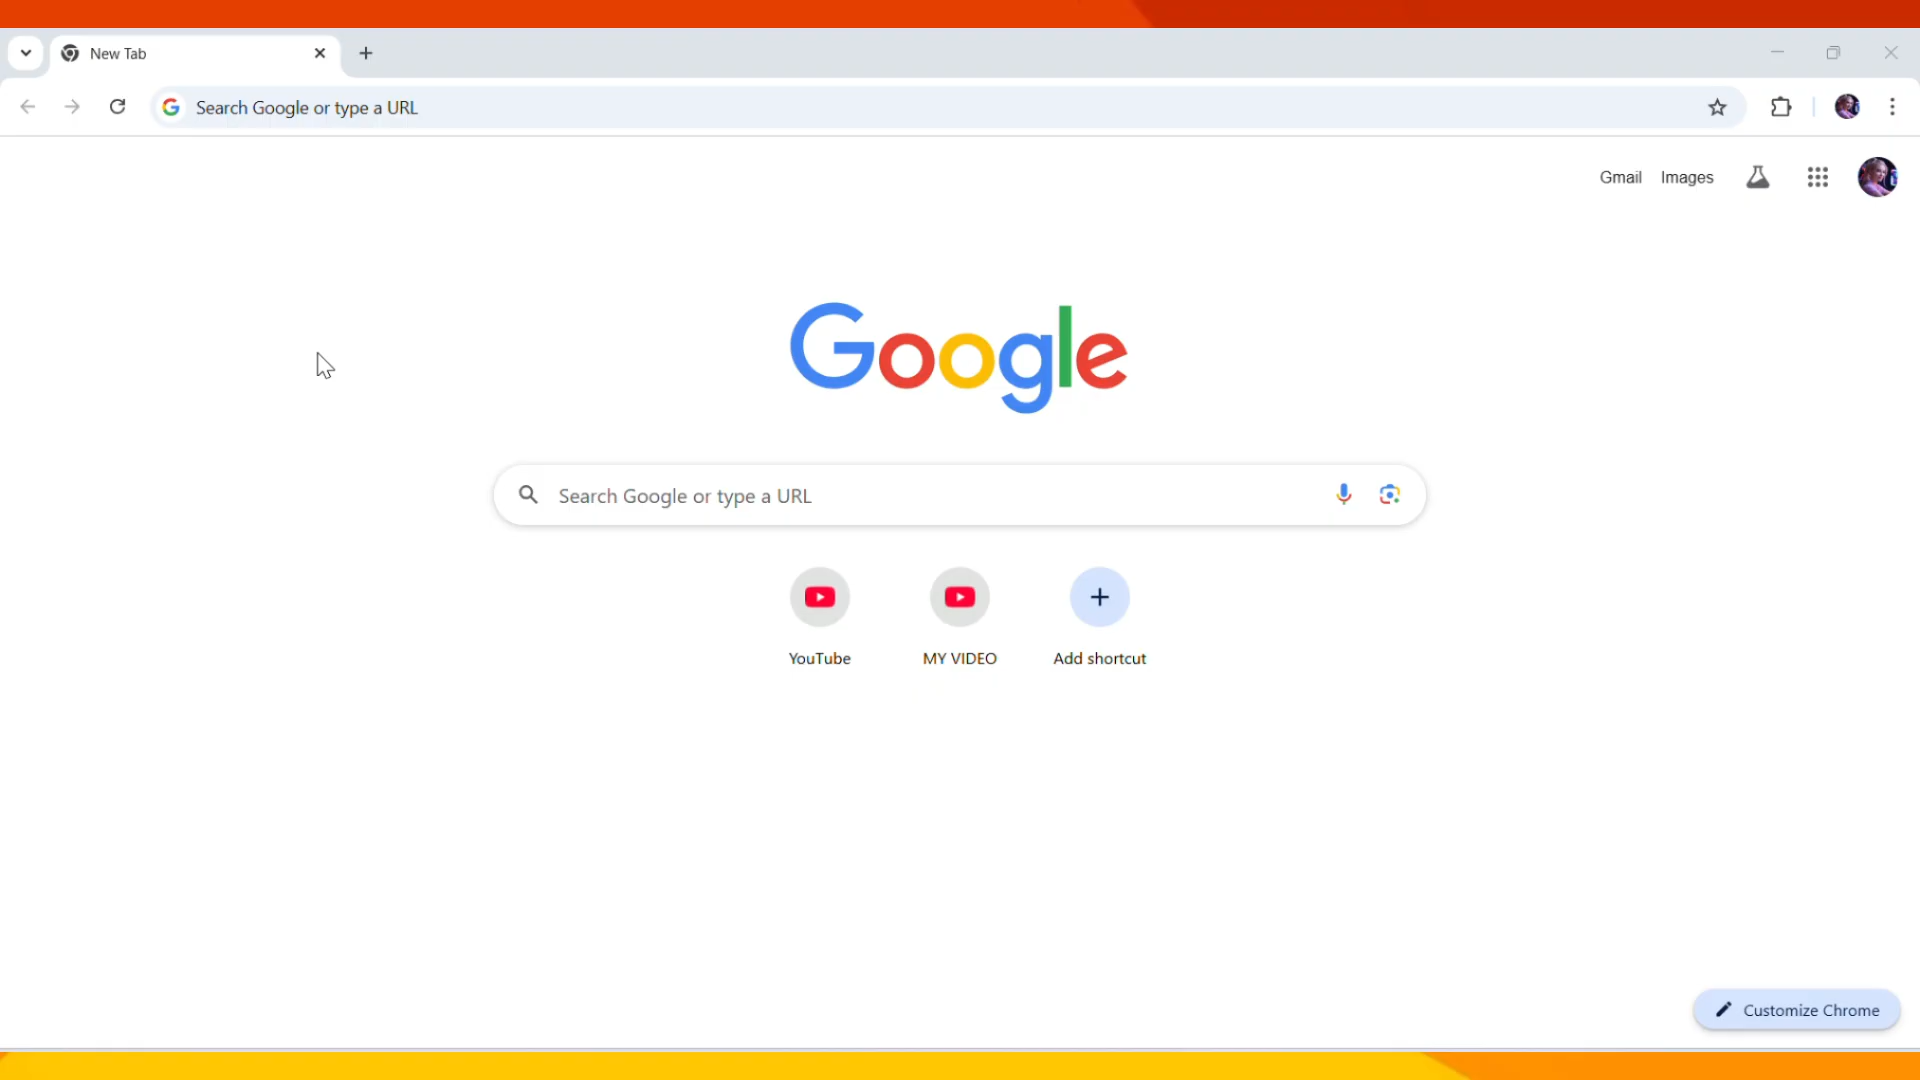 New Tab
Search Google or type a URL
Gmail Images
Google
Search Google or type a URL
YouTube MY VIDEO Add shortcut
Customize Chrome